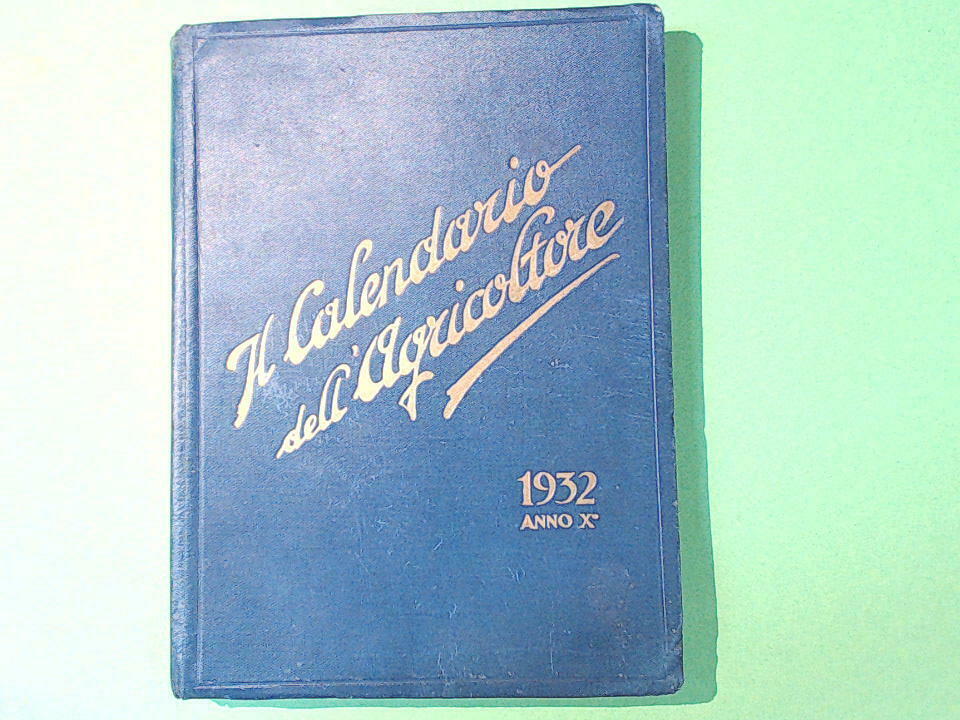 Il Calendario
dell'Agricoltore
1932
ANNO X°